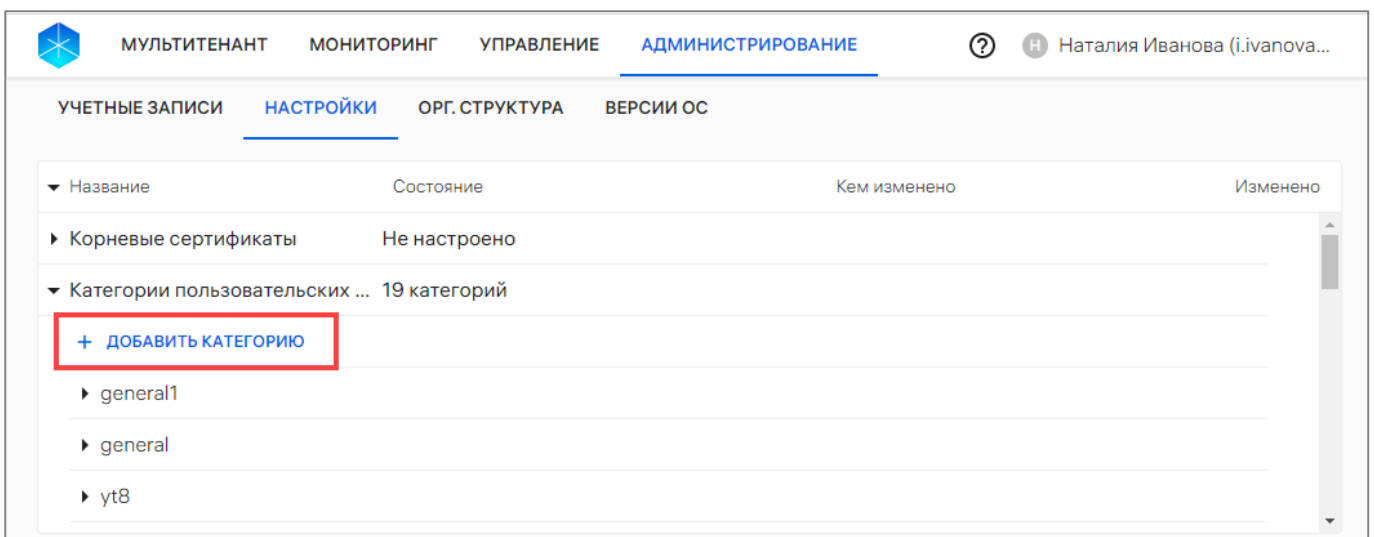 МУЛЬТИТЕНАНТ МОНИТОРИНГ УПРАВЛЕНИЕ АДМИНИСТРИРОВАНИЕ ? Н Наталия Иванова (i.ivanova...
УЧЕТНЫЕ ЗАПИСИ НАСТРОЙКИ ОРГ. СТРУКТУРА ВЕРСИИ ОС
Название Состояние Кем изменено Изменено
Корневые сертификаты Не настроено
Категории пользовательских ... 19 категорий
+ ДОБАВИТЬ КАТЕГОРИЮ
general1
general
yt8